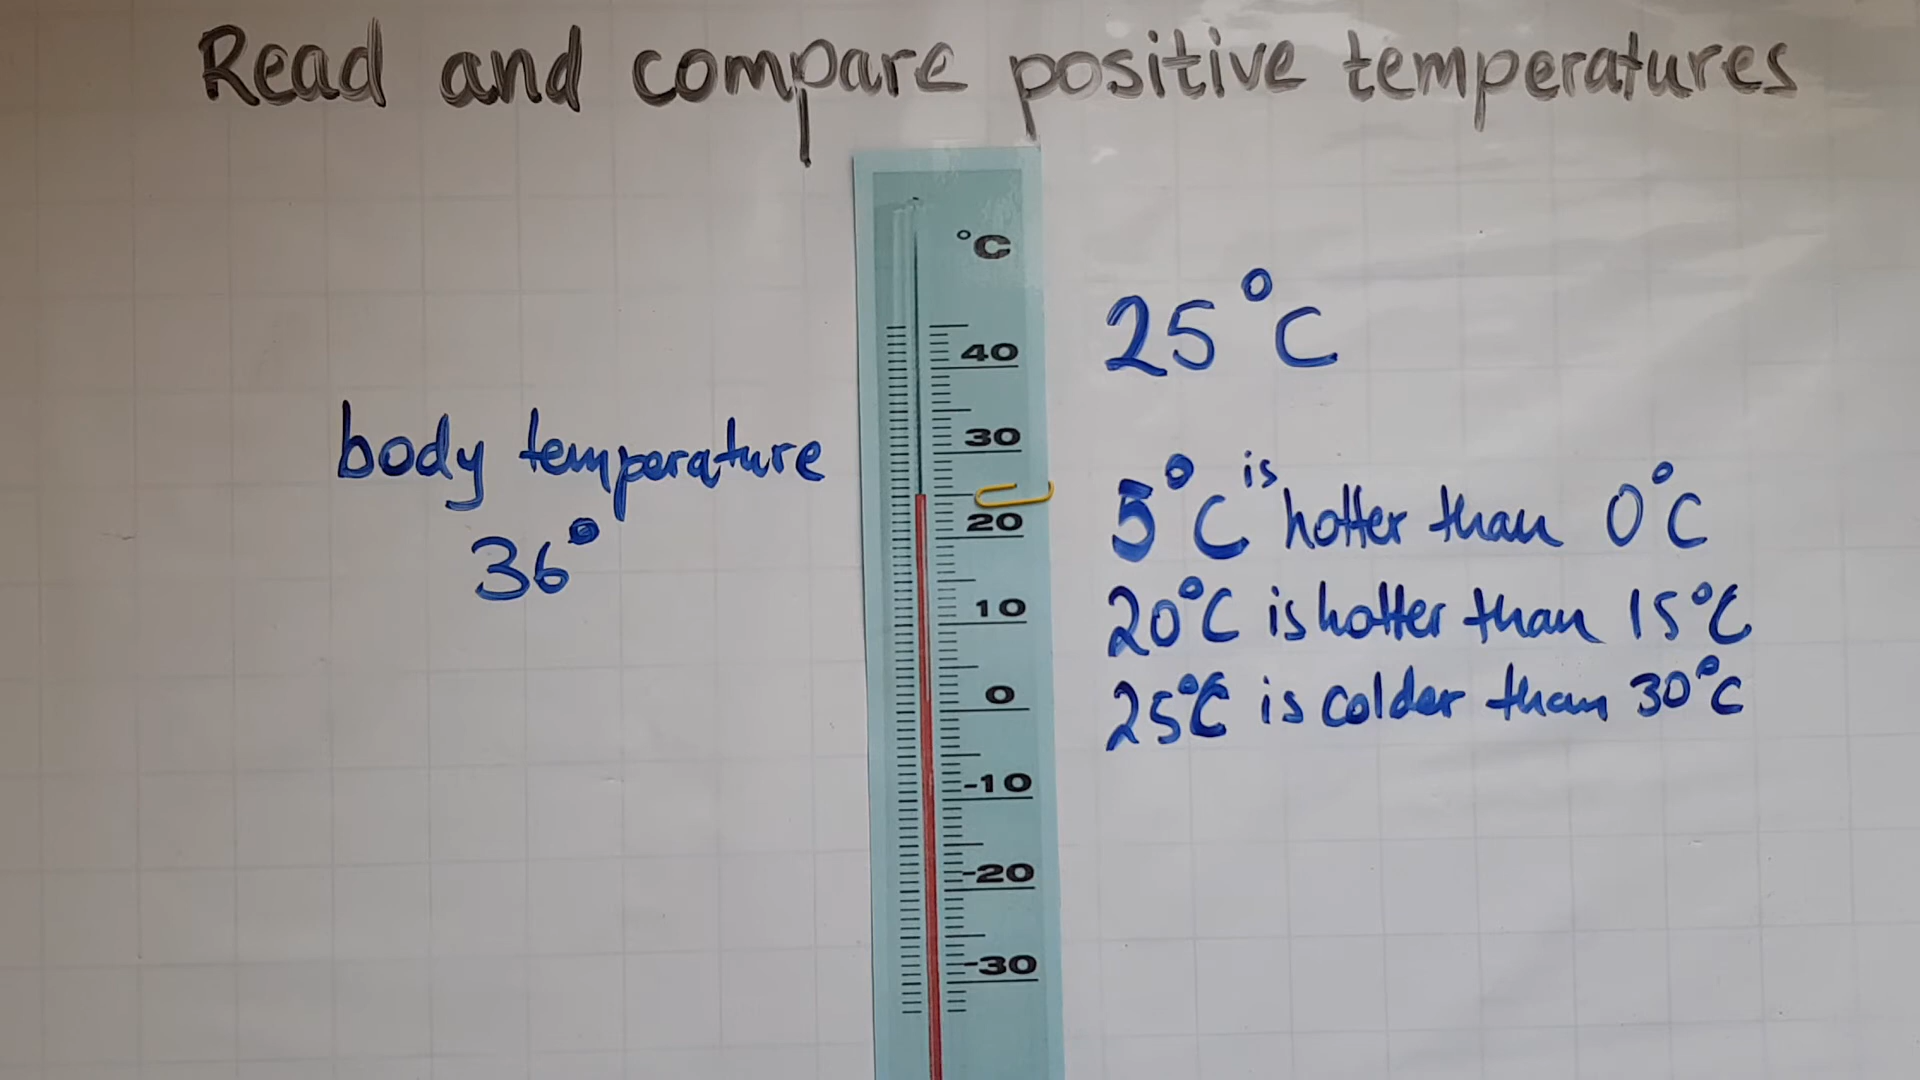 Read and compare positive temperatures
°C
40
30
20
10
0
-10
-20
-30
body temperature
36°
25°C
5°C is hotter than 0°C
20°C is hotter than 15°C
25°C is colder than 30°C